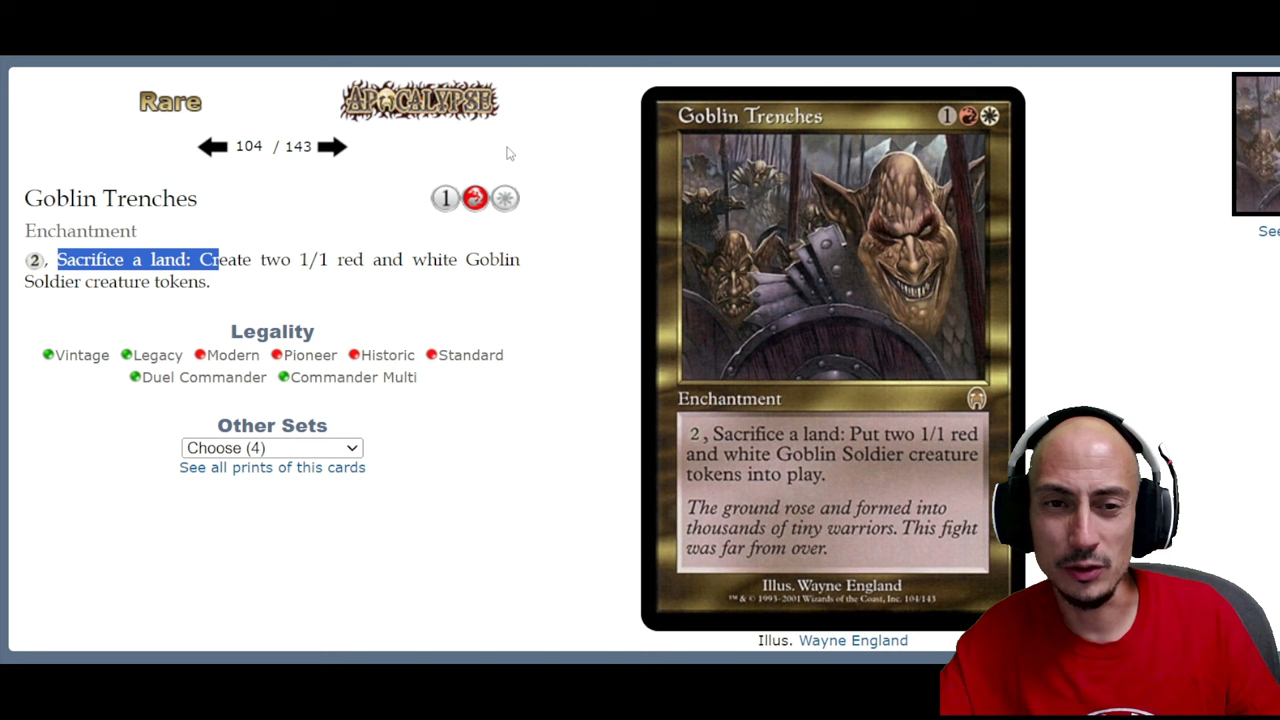 Rare
APOCALYPSE
104 / 143
Goblin Trenches
1
Enchantment
2, Sacrifice a land: Create two 1/1 red and white Goblin
Soldier creature tokens.
Legality
Vintage Legacy Modern Pioneer Historic Standard
Duel Commander Commander Multi
Other Sets
Choose (4)
See all prints of this cards
Goblin Trenches 1
Enchantment
2, Sacrifice a land: Put two 1/1 red
and white Goblin Soldier creature
tokens into play.
The ground rose and formed into
thousands of tiny warriors. This fight
was far from over.
Illus. Wayne England
™ & © 1993-2001 Wizards of the Coast, Inc. 104/143
Illus. Wayne England
See